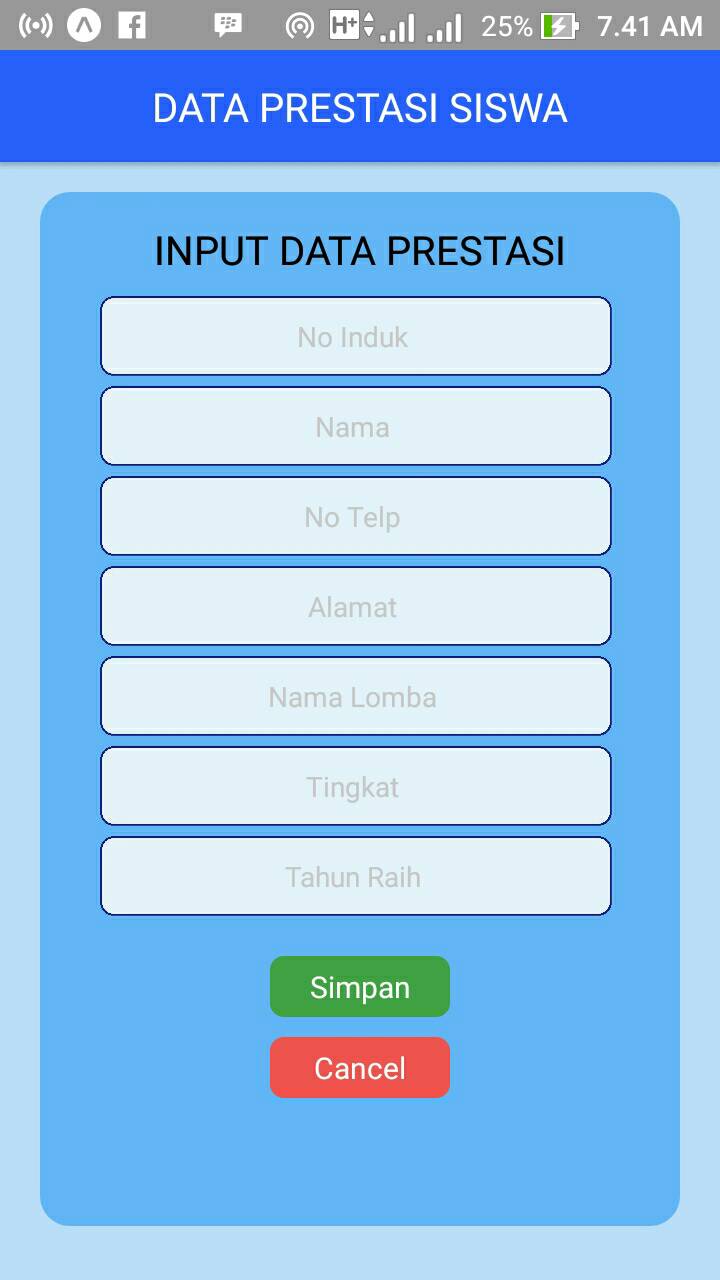 H+ 25% 7.41 AM
DATA PRESTASI SISWA
INPUT DATA PRESTASI
No Induk
Nama
No Telp
Alamat
Nama Lomba
Tingkat
Tahun Raih
Simpan
Cancel